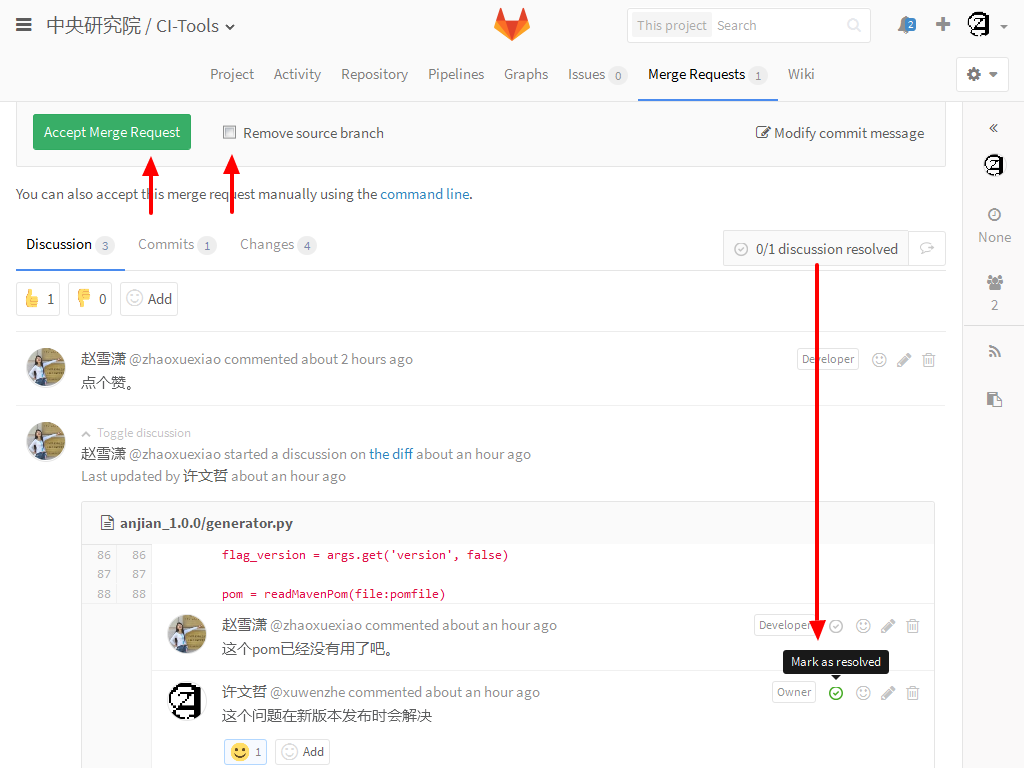 中央研究院 / CI-Tools
This project Search
2
Project Activity Repository Pipelines Graphs Issues 0 Merge Requests 1 Wiki
Accept Merge Request Remove source branch Modify commit message
You can also accept this merge request manually using the command line.
None
Discussion 3 Commits 1 Changes 4
0/1 discussion resolved
1 0 Add
2
赵雪潇 @zhaoxuexiao commented about 2 hours ago Developer
点个赞。
Toggle discussion
赵雪潇 @zhaoxuexiao started a discussion on the diff about an hour ago
Last updated by 许文哲 about an hour ago
anjian_1.0.0/generator.py
86 86 flag_version = args.get('version', false)
87 87
88 88 pom = readMavenPom(file:pomfile)
赵雪潇 @zhaoxuexiao commented about an hour ago Developer
这个pom已经没有用了吧。
Mark as resolved
许文哲 @xuwenzhe commented about an hour ago Owner
这个问题在新版本发布时会解决
1 Add